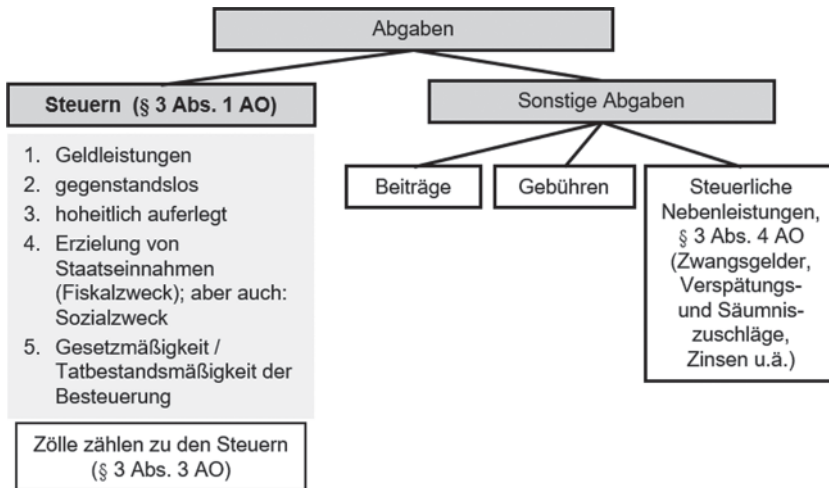 Abgaben
Steuern (§ 3 Abs. 1 AO)
1. Geldleistungen
2. gegenstandslos
3. hoheitlich auferlegt
4. Erzielung von
Staatseinnahmen
(Fiskalzweck); aber auch:
Sozialzweck
5. Gesetzmäßigkeit /
Tatbestandsmäßigkeit der
Besteuerung
Zölle zählen zu den Steuern
(§ 3 Abs. 3 AO)
Sonstige Abgaben
Beiträge
Gebühren
Steuerliche
Nebenleistungen,
§ 3 Abs. 4 AO
(Zwangsgelder,
Verspätungs-
und Säumnis-
zuschläge,
Zinsen u.ä.)